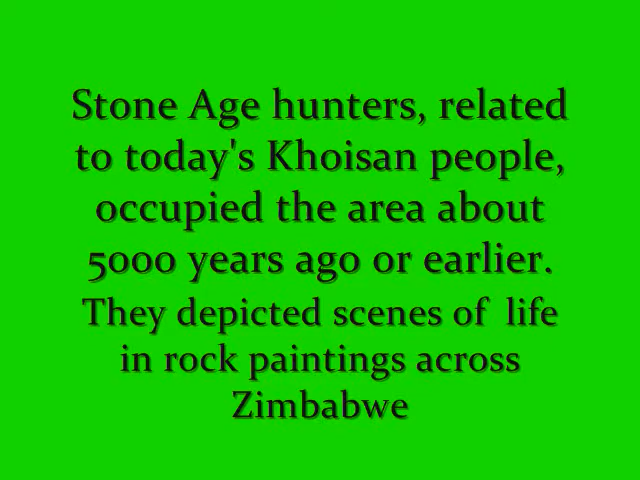 Stone Age hunters, related
to today's Khoisan people,
occupied the area about
5000 years ago or earlier.
They depicted scenes of life
in rock paintings across
Zimbabwe